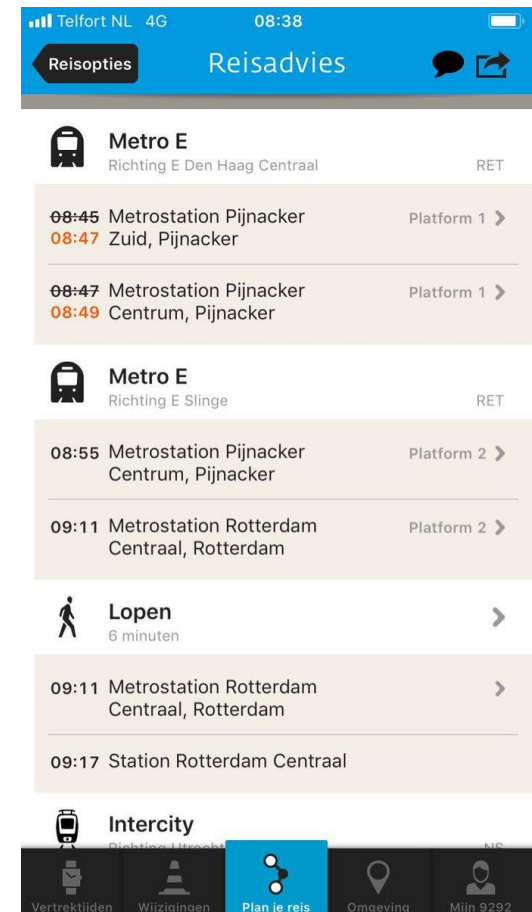 Telfort NL 4G 08:38
Reisopties Reisadvies
Metro E
Richting E Den Haag Centraal RET
08:45 Metrostation Pijnacker Platform 1
08:47 Zuid, Pijnacker
08:47 Metrostation Pijnacker Platform 1
08:49 Centrum, Pijnacker
Metro E
Richting E Slinge RET
08:55 Metrostation Pijnacker Platform 2
Centrum, Pijnacker
09:11 Metrostation Rotterdam Platform 2
Centraal, Rotterdam
Lopen
6 minuten
09:11 Metrostation Rotterdam
Centraal, Rotterdam
09:17 Station Rotterdam Centraal
Intercity
Richting Utrecht NS
Vertrektijden Wijzigingen Plan je reis Omgeving Mijn 9292